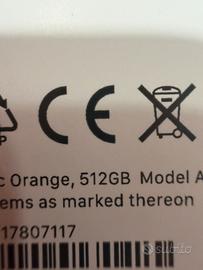 CE
c Orange, 512GB Model A
ems as marked thereon
17807117
subito